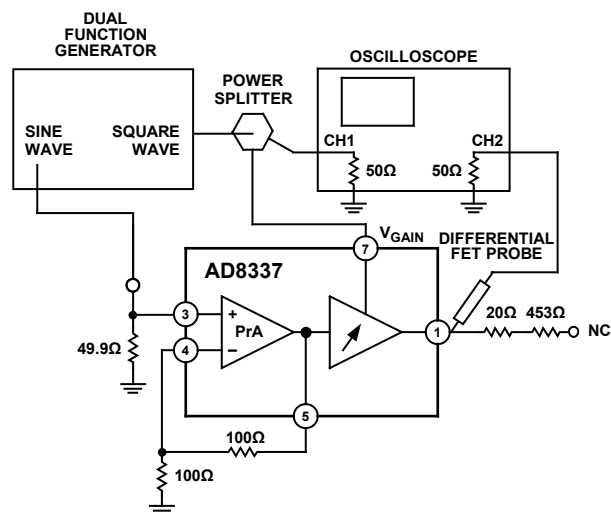 DUAL
FUNCTION
GENERATOR
OSCILLOSCOPE
POWER
SPLITTER
SINE
WAVE
SQUARE
WAVE
CH1
CH2
50Ω
50Ω
VGAIN
DIFFERENTIAL
FET PROBE
7
AD8337
20Ω
453Ω
3
+
PrA
1
NC
49.9Ω
4
–
5
100Ω
100Ω